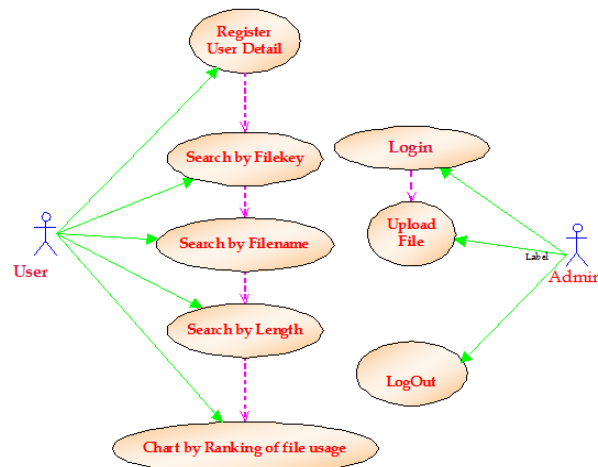 Register
User Detail
Search by Filekey
Login
Search by Filename
Upload
File
User
Label
Admin
Search by Length
LogOut
Chart by Ranking of file usage